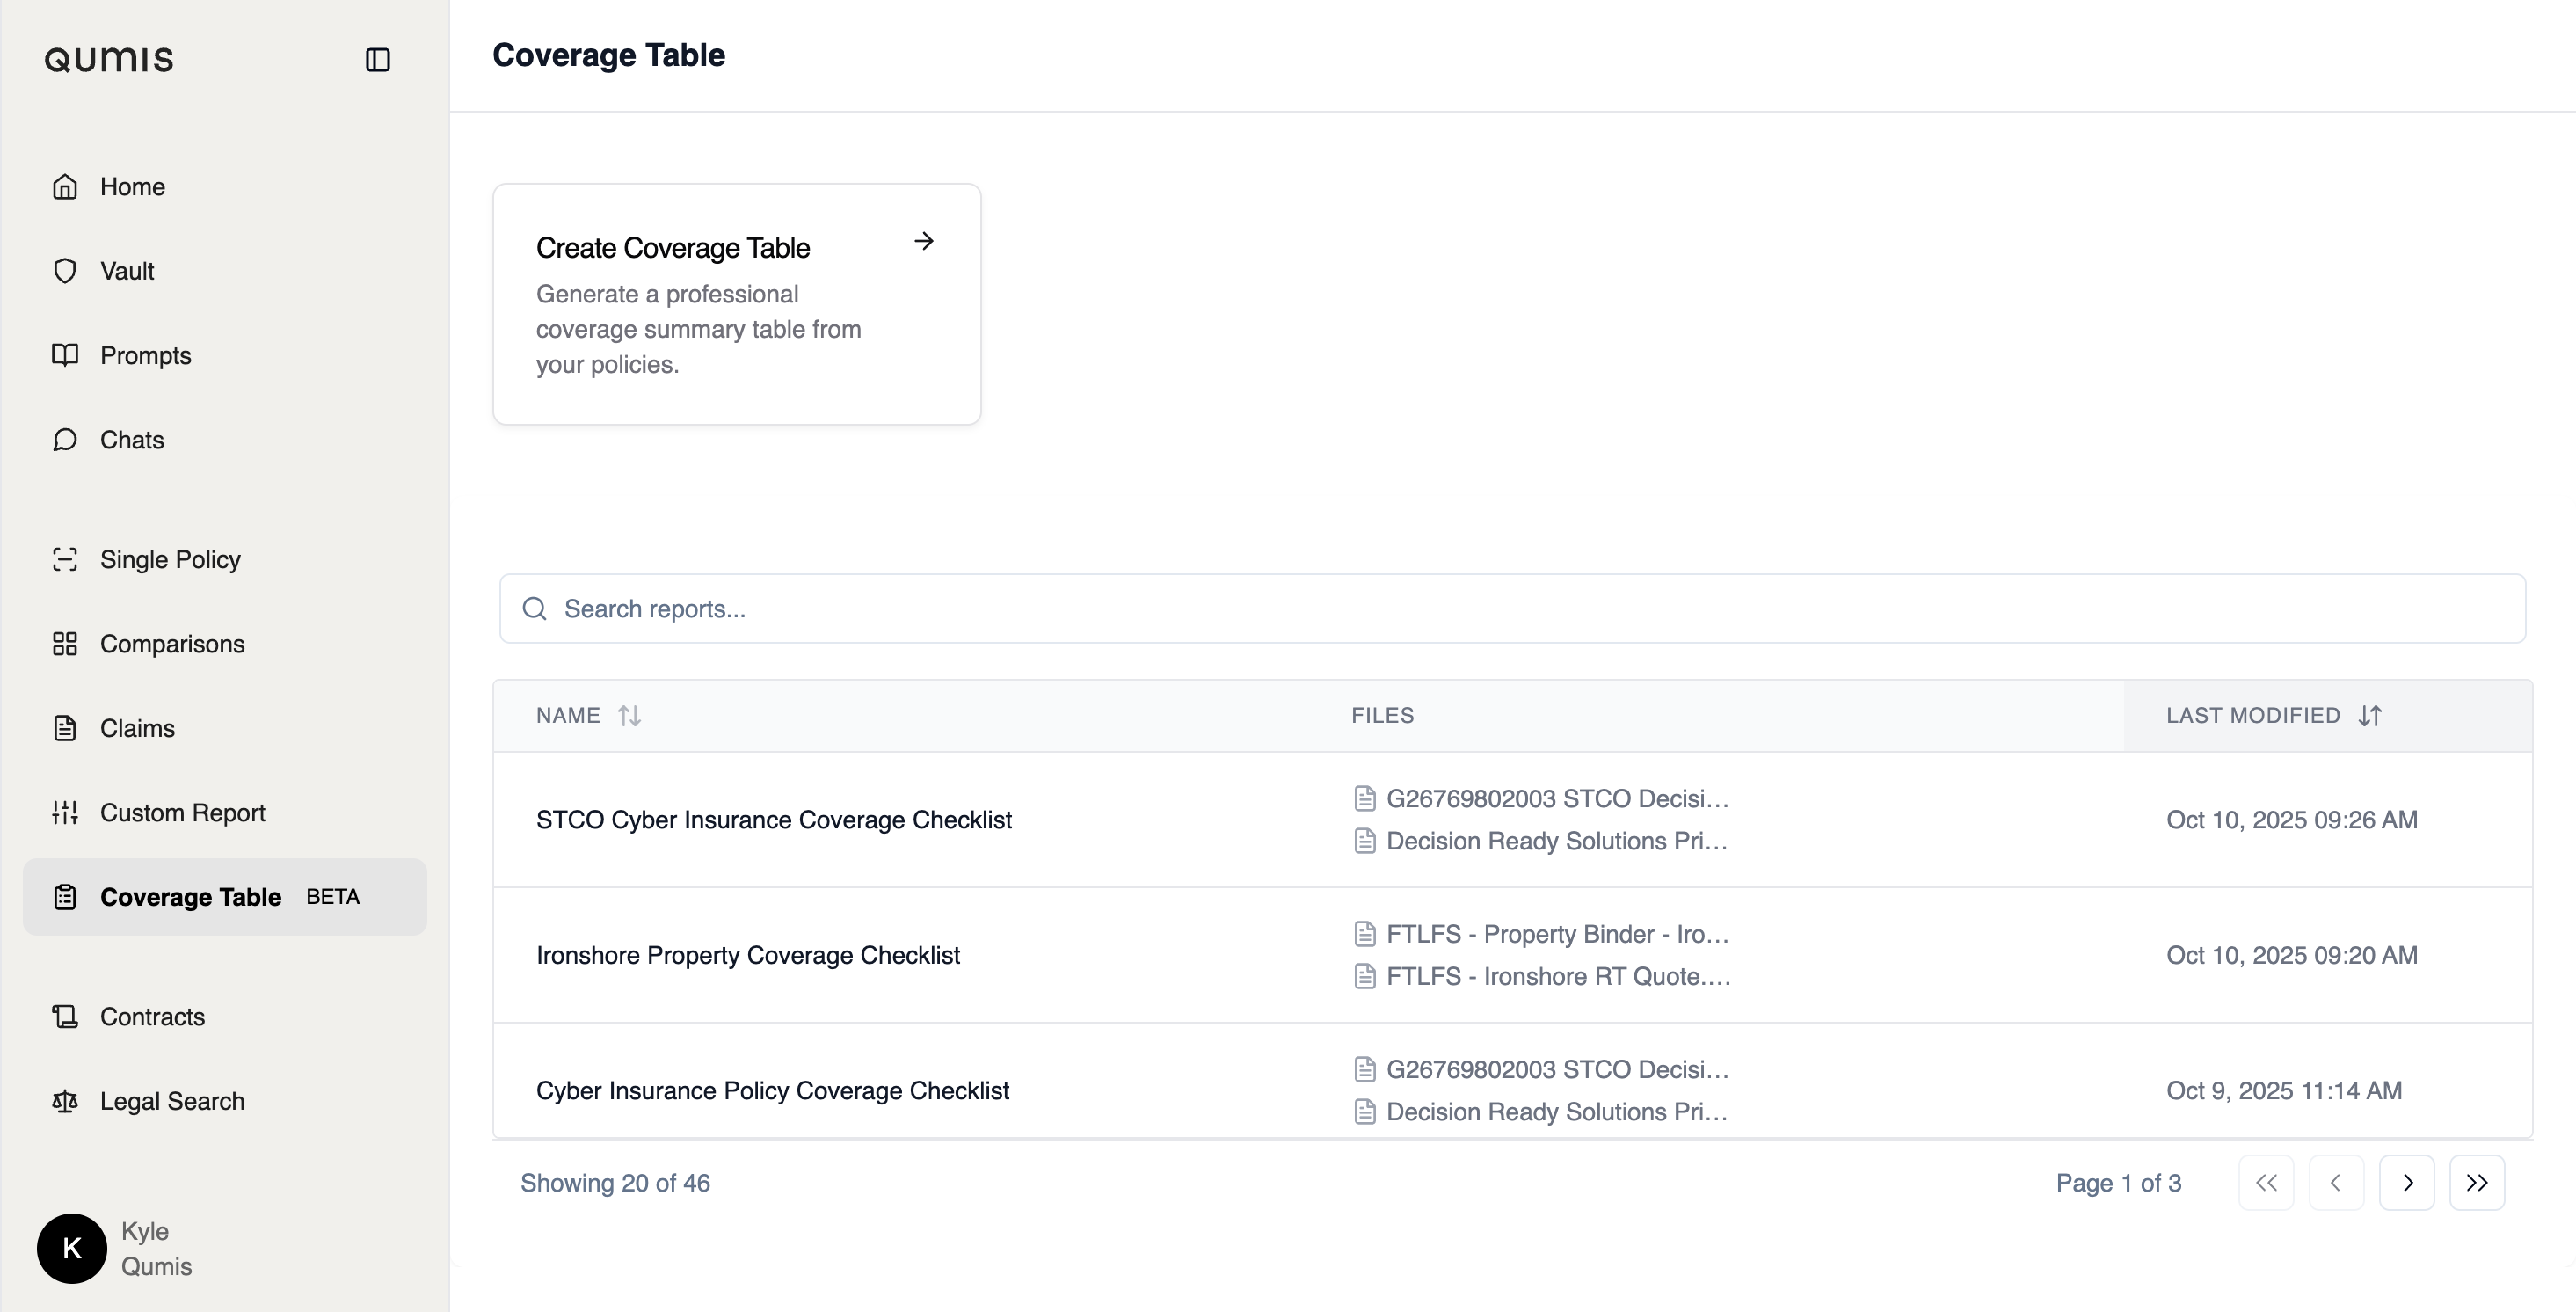 QUMIS
Home
Vault
Prompts
Chats
Single Policy
Comparisons
Claims
Custom Report
Coverage Table BETA
Contracts
Legal Search
K
Kyle
Qumis
Coverage Table
Create Coverage Table
Generate a professional
coverage summary table from
your policies.
Search reports...
NAME FILES LAST MODIFIED
STCO Cyber Insurance Coverage Checklist
G26769802003 STCO Decisi...
Decision Ready Solutions Pri...
Oct 10, 2025 09:26 AM
Ironshore Property Coverage Checklist
FTLFS - Property Binder - Iro...
FTLFS - Ironshore RT Quote....
Oct 10, 2025 09:20 AM
Cyber Insurance Policy Coverage Checklist
G26769802003 STCO Decisi...
Decision Ready Solutions Pri...
Oct 9, 2025 11:14 AM
Showing 20 of 46
Page 1 of 3